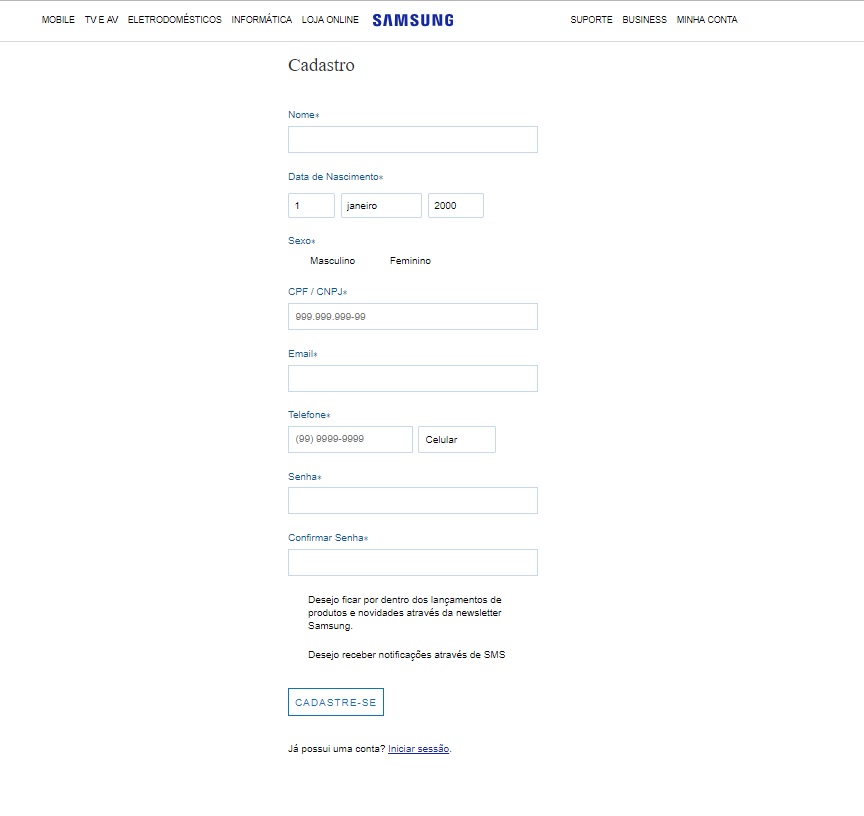 MOBILE TV E AV ELETRODOMÉSTICOS INFORMÁTICA LOJA ONLINE SAMSUNG SUPORTE BUSINESS MINHA CONTA
Cadastro
Nome*
Data de Nascimento*
1 janeiro 2000
Sexo*
Masculino Feminino
CPF / CNPJ*
999.999.999-99
Email*
Telefone*
(99) 9999-9999 Celular
Senha*
Confirmar Senha*
Desejo ficar por dentro dos lançamentos de
produtos e novidades através da newsletter
Samsung.
Desejo receber notificações através de SMS
CADASTRE-SE
Já possui uma conta? Iniciar sessão.